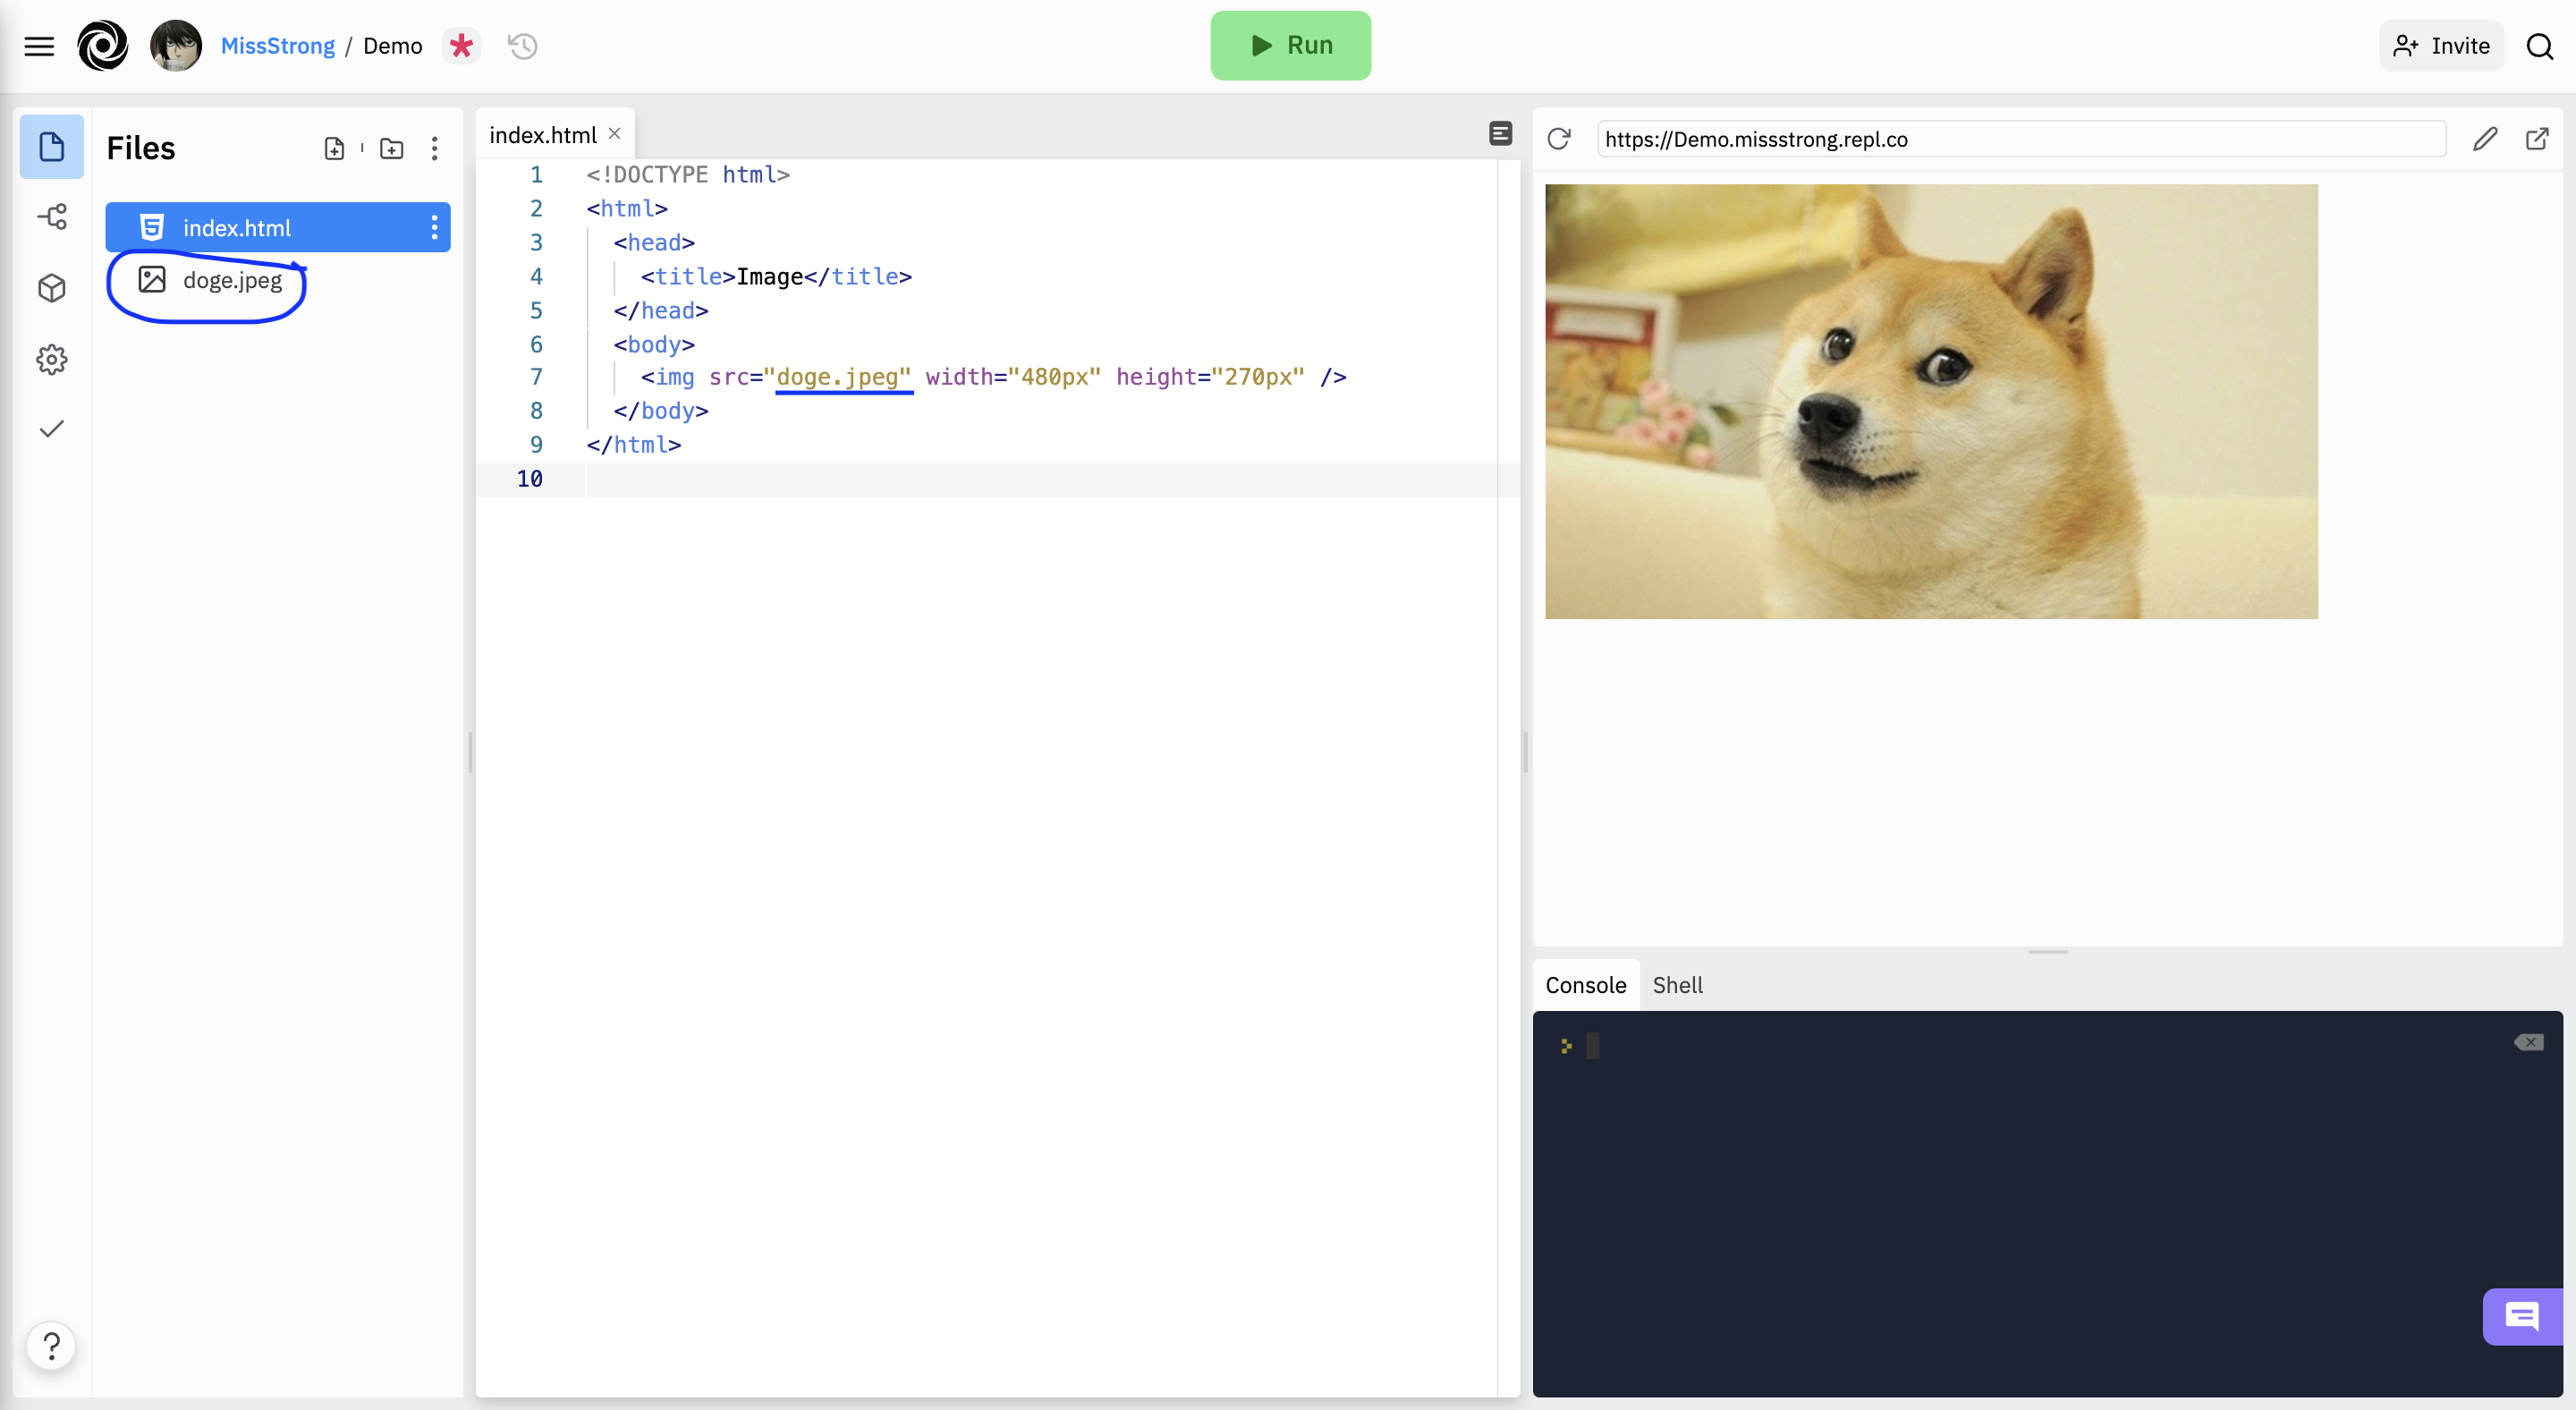 MissStrong / Demo
Run
Invite
Files
index.html
doge.jpeg
index.html
1 <!DOCTYPE html>
2 <html>
3 <head>
4 <title>Image</title>
5 </head>
6 <body>
7 <img src="doge.jpeg" width="480px" height="270px" />
8 </body>
9 </html>
10
https://Demo.missstrong.repl.co
Console Shell